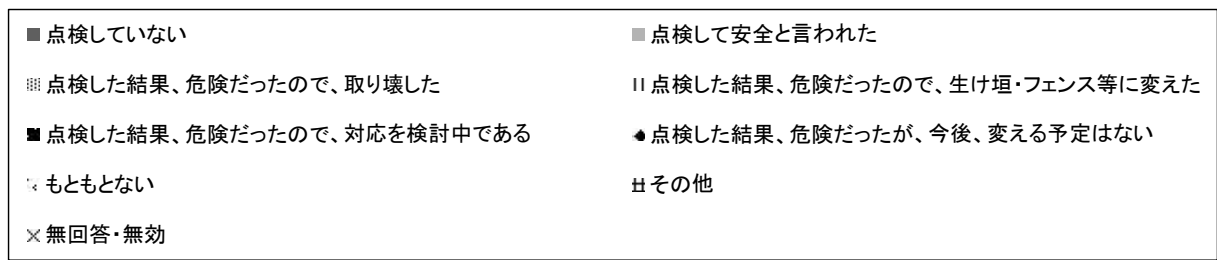 点検していない
点検して安全と言われた
点検した結果、危険だったので、取り壊した
点検した結果、危険だったので、生け垣・フェンス等に変えた
点検した結果、危険だったので、対応を検討中である
点検した結果、危険だったが、今後、変える予定はない
もともとない
その他
無回答・無効